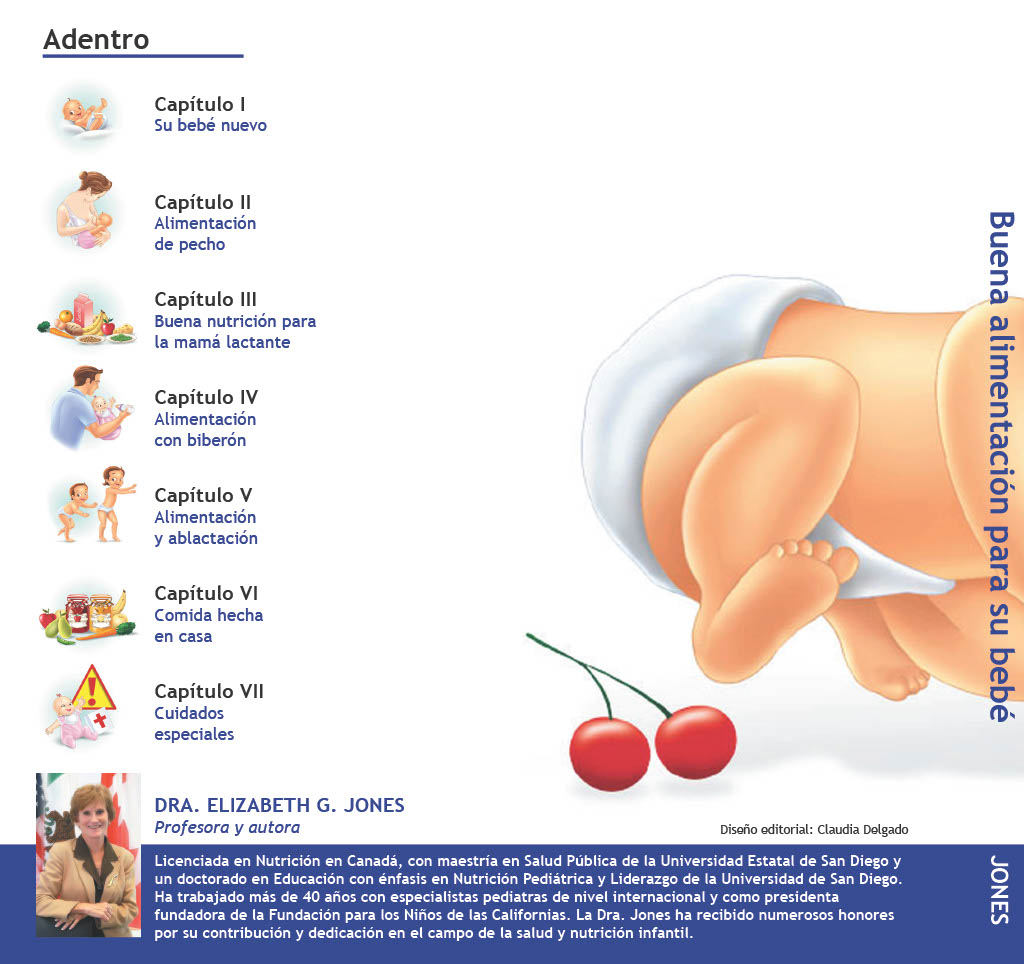 Adentro
Capítulo I
Su bebé nuevo
Capítulo II
Alimentación
de pecho
Capítulo III
Buena nutrición para
la mamá lactante
Capítulo IV
Alimentación
con biberón
Capítulo V
Alimentación
y ablactación
Capítulo VI
Comida hecha
en casa
Capítulo VII
Cuidados
especiales
DRA. ELIZABETH G. JONES
Profesora y autora
Diseño editorial: Claudia Delgado
Licenciada en Nutrición en Canadá, con maestría en Salud Pública de la Universidad Estatal de San Diego y
un doctorado en Educación con énfasis en Nutrición Pediátrica y Liderazgo de la Universidad de San Diego.
Ha trabajado más de 40 años con especialistas pediatras de nivel internacional y como presidenta
fundadora de la Fundación para los Niños de las Californias. La Dra. Jones ha recibido numerosos honores
por su contribución y dedicación en el campo de la salud y nutrición infantil.
Buena alimentación para su bebé
JONES